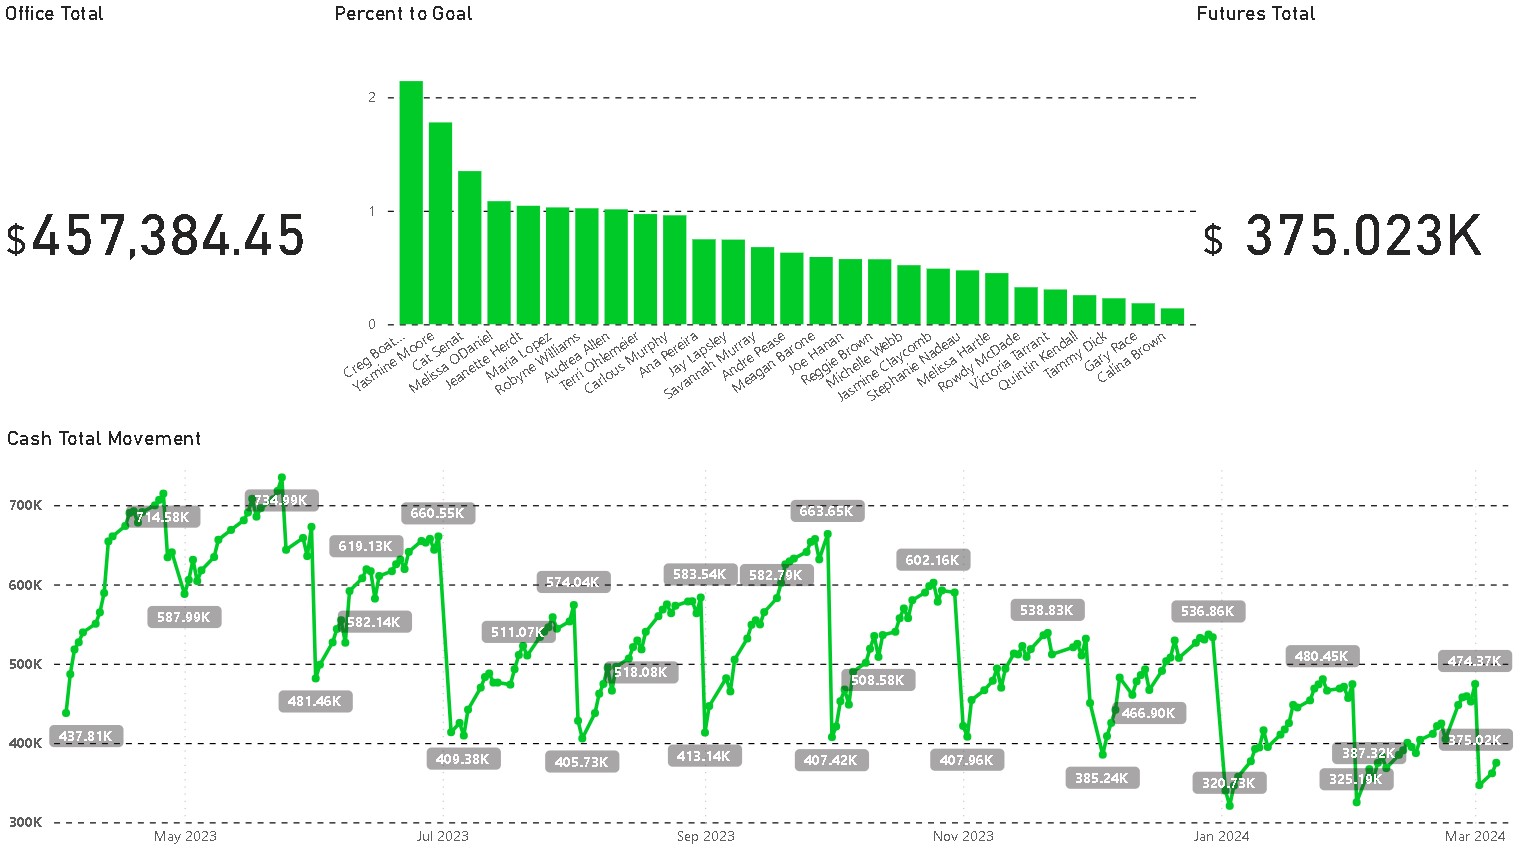 Office Total
Percent to Goal
Futures Total
2
1
0
$457,384.45
$ 375.023K
Creg Boat...
Yasmine Moore
Cat Senat
Melissa ODaniel
Jeanette Herdt
Maria Lopez
Robyne Williams
Audrea Allen
Terri Ohlemeier
Carlous Murphy
Ana Pereira
Jay Lapsley
Savannah Murray
Andre Pease
Meagan Barone
Joe Hanan
Reggie Brown
Michelle Webb
Jasmine Claycomb
Stephanie Nadeau
Melissa Hartle
Rowdy McDade
Victoria Tarrant
Quintin Kendall
Tammy Dick
Gary Race
Calina Brown
Cash Total Movement
700K
600K
500K
400K
300K
437.81K
714.58K
587.99K
734.99K
481.46K
619.13K
582.14K
660.55K
409.38K
511.07K
574.04K
405.73K
518.08K
583.54K
413.14K
582.79K
663.65K
407.42K
508.58K
602.16K
407.96K
538.83K
385.24K
466.90K
536.86K
320.73K
480.45K
325.19K
387.32K
474.37K
375.02K
May 2023
Jul 2023
Sep 2023
Nov 2023
Jan 2024
Mar 2024